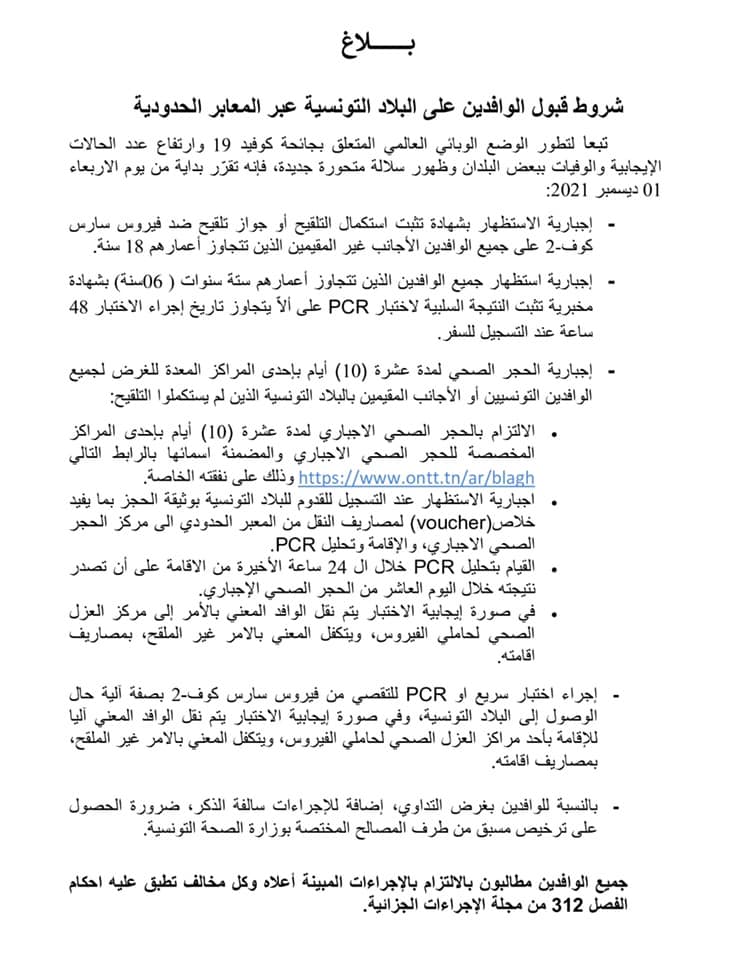 بـــــلاغ
شروط قبول الوافدين على البلاد التونسية عبر المعابر الحدودية
تبعا لتطور الوضع الوبائي العالمي المتعلق بجائحة كوفيد 19 وارتفاع عدد الحالات
الإيجابية والوفيات ببعض البلدان وظهور سلالة متحورة جديدة، فإنه تقرّر بداية من يوم الاربعاء
01 ديسمبر 2021:
- إجبارية الاستظهار بشهادة تثبت استكمال التلقيح أو جواز تلقيح ضد فيروس سارس
كوف-2 على جميع الوافدين الأجانب غير المقيمين الذين تتجاوز أعمارهم 18 سنة.
- إجبارية استظهار جميع الوافدين الذين تتجاوز أعمارهم ستة سنوات ( 06سنة) بشهادة
مخبرية تثبت النتيجة السلبية لاختبار PCR على ألاّ يتجاوز تاريخ إجراء الاختبار 48
ساعة عند التسجيل للسفر.
- إجبارية الحجر الصحي لمدة عشرة (10) أيام بإحدى المراكز المعدة للغرض لجميع
الوافدين التونسيين أو الأجانب المقيمين بالبلاد التونسية الذين لم يستكملوا التلقيح:
• الالتزام بالحجر الصحي الاجباري لمدة عشرة (10) أيام بإحدى المراكز
المخصصة للحجر الصحي الاجباري والمضمنة اسمائها بالرابط التالي
https://www.ontt.tn/ar/blagh وذلك على نفقته الخاصة.
• اجبارية الاستظهار عند التسجيل للقدوم للبلاد التونسية بوثيقة الحجز بما يفيد
خلاص(voucher) لمصاريف النقل من المعبر الحدودي الى مركز الحجر
الصحي الاجباري، والإقامة وتحليل PCR.
• القيام بتحليل PCR خلال ال 24 ساعة الأخيرة من الاقامة على أن تصدر
نتيجته خلال اليوم العاشر من الحجر الصحي الإجباري.
• في صورة إيجابية الاختبار يتم نقل الوافد المعني بالأمر إلى مركز العزل
الصحي لحاملي الفيروس، ويتكفل المعني بالامر غير الملقح، بمصاريف
اقامته.
- إجراء اختبار سريع او PCR للتقصي من فيروس سارس كوف-2 بصفة آلية حال
الوصول إلى البلاد التونسية، وفي صورة إيجابية الاختبار يتم نقل الوافد المعني آليا
للإقامة بأحد مراكز العزل الصحي لحاملي الفيروس، ويتكفل المعني بالامر غير الملقح،
بمصاريف اقامته.
- بالنسبة للوافدين بغرض التداوي، إضافة للإجراءات سالفة الذكر، ضرورة الحصول
على ترخيص مسبق من طرف المصالح المختصة بوزارة الصحة التونسية.
جميع الوافدين مطالبون بالالتزام بالإجراءات المبينة أعلاه وكل مخالف تطبق عليه احكام
الفصل 312 من مجلة الإجراءات الجزائية.